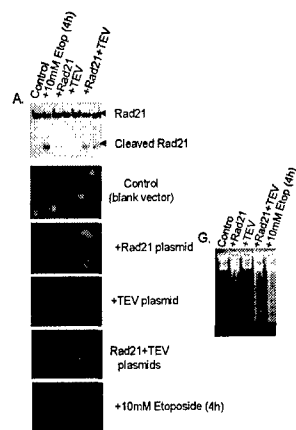 A.
Control
+10mM Etop (4h)
+Rad21
+TEV
+Rad21+TEV
Rad21
Cleaved Rad21
Control
(blank vector)
+Rad21 plasmid
+TEV plasmid
Rad21+TEV
plasmids
+10mM Etoposide (4h)
G.
Contro
+Rad21
+TEV
+Rad21+TEV
+10mM Etop (4h)